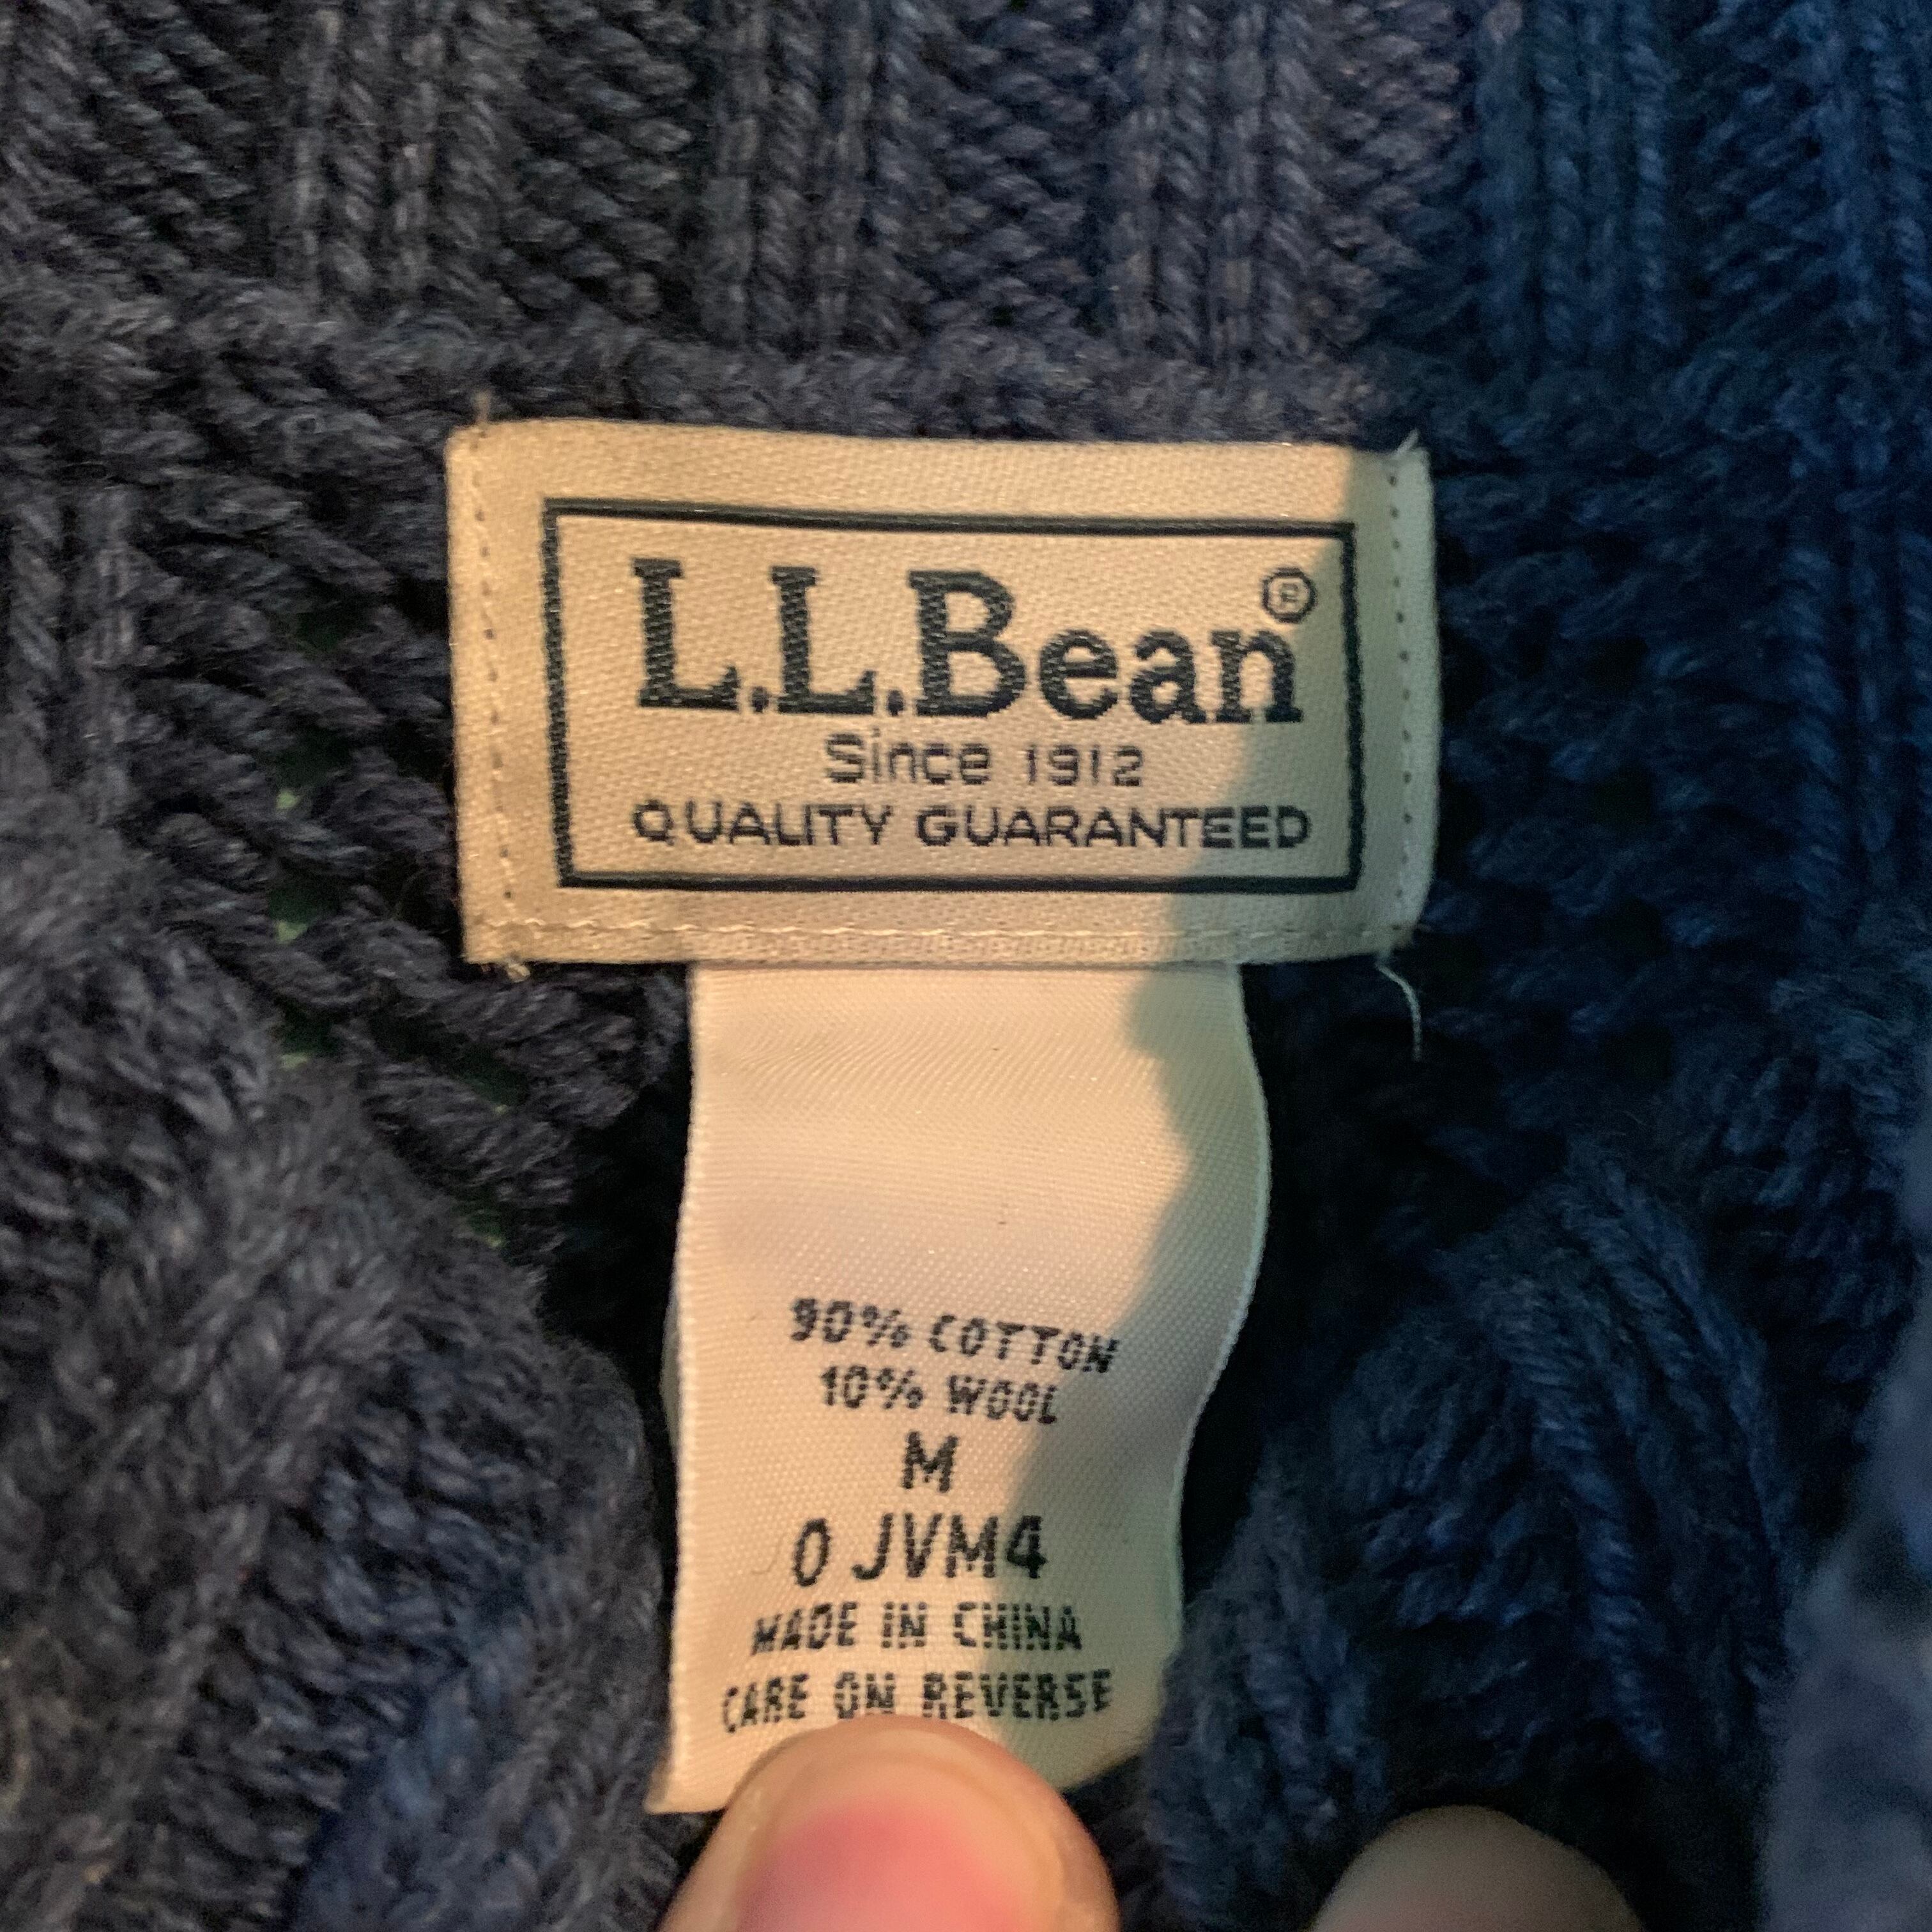 L.L.Bean®
Since 1912
QUALITY GUARANTEED
90% COTTON
10% WOOL
M
0 JVM4
MADE IN CHINA
CARE ON REVERSE